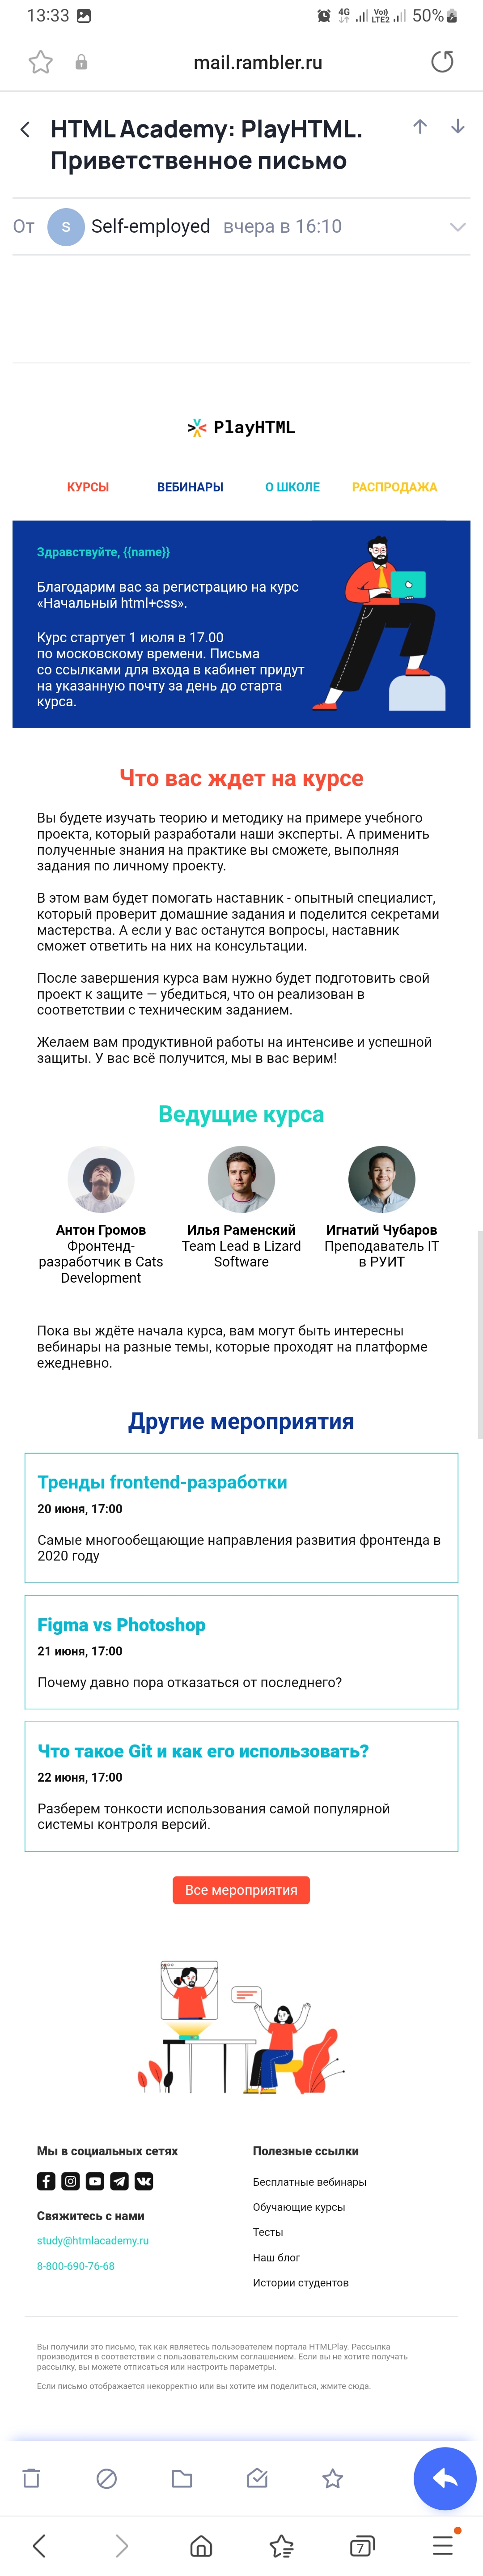 13:33 4G Vo) LTE2 50%
mail.rambler.ru
HTML Academy: PlayHTML.
Приветственное письмо
От S Self-employed вчера в 16:10
PlayHTML
КУРСЫ ВЕБИНАРЫ О ШКОЛЕ РАСПРОДАЖА
Здравствуйте, {{name}}
Благодарим вас за регистрацию на курс
«Начальный html+css».
Курс стартует 1 июля в 17.00
по московскому времени. Письма
со ссылками для входа в кабинет придут
на указанную почту за день до старта
курса.
Что вас ждет на курсе
Вы будете изучать теорию и методику на примере учебного
проекта, который разработали наши эксперты. А применить
полученные знания на практике вы сможете, выполняя
задания по личному проекту.
В этом вам будет помогать наставник - опытный специалист,
который проверит домашние задания и поделится секретами
мастерства. А если у вас останутся вопросы, наставник
сможет ответить на них на консультации.
После завершения курса вам нужно будет подготовить свой
проект к защите — убедиться, что он реализован в
соответствии с техническим заданием.
Желаем вам продуктивной работы на интенсиве и успешной
защиты. У вас всё получится, мы в вас верим!
Ведущие курса
Антон Громов
Фронтенд-
разработчик в Cats
Development
Илья Раменский
Team Lead в Lizard
Software
Игнатий Чубаров
Преподаватель IT
в РУИТ
Пока вы ждёте начала курса, вам могут быть интересны
вебинары на разные темы, которые проходят на платформе
ежедневно.
Другие мероприятия
Тренды frontend-разработки
20 июня, 17:00
Самые многообещающие направления развития фронтенда в
2020 году
Figma vs Photoshop
21 июня, 17:00
Почему давно пора отказаться от последнего?
Что такое Git и как его использовать?
22 июня, 17:00
Разберем тонкости использования самой популярной
системы контроля версий.
Все мероприятия
Мы в социальных сетях
Свяжитесь с нами
study@htmlacademy.ru
8-800-690-76-68
Полезные ссылки
Бесплатные вебинары
Обучающие курсы
Тесты
Наш блог
Истории студентов
Вы получили это письмо, так как являетесь пользователем портала HTMLPlay. Рассылка
производится в соответствии с пользовательским соглашением. Если вы не хотите получать
рассылку, вы можете отписаться или настроить параметры.
Если письмо отображается некорректно или вы хотите им поделиться, жмите сюда.
7